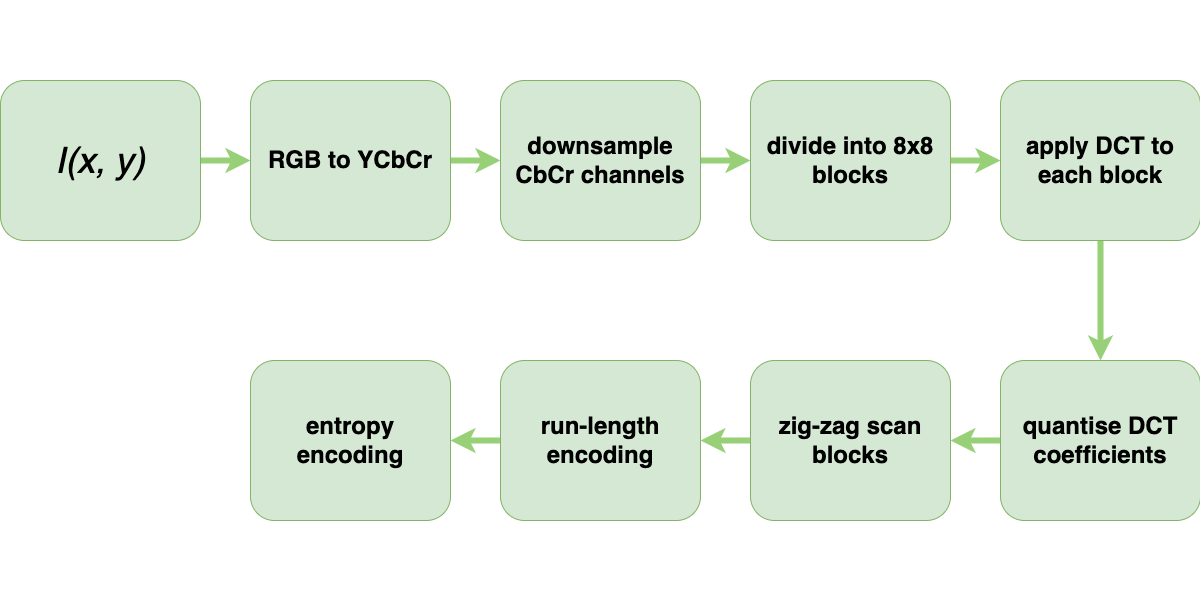 I(x, y)
RGB to YCbCr
downsample
CbCr channels
divide into 8x8
blocks
apply DCT to
each block
entropy
encoding
run-length
encoding
zig-zag scan
blocks
quantise DCT
coefficients